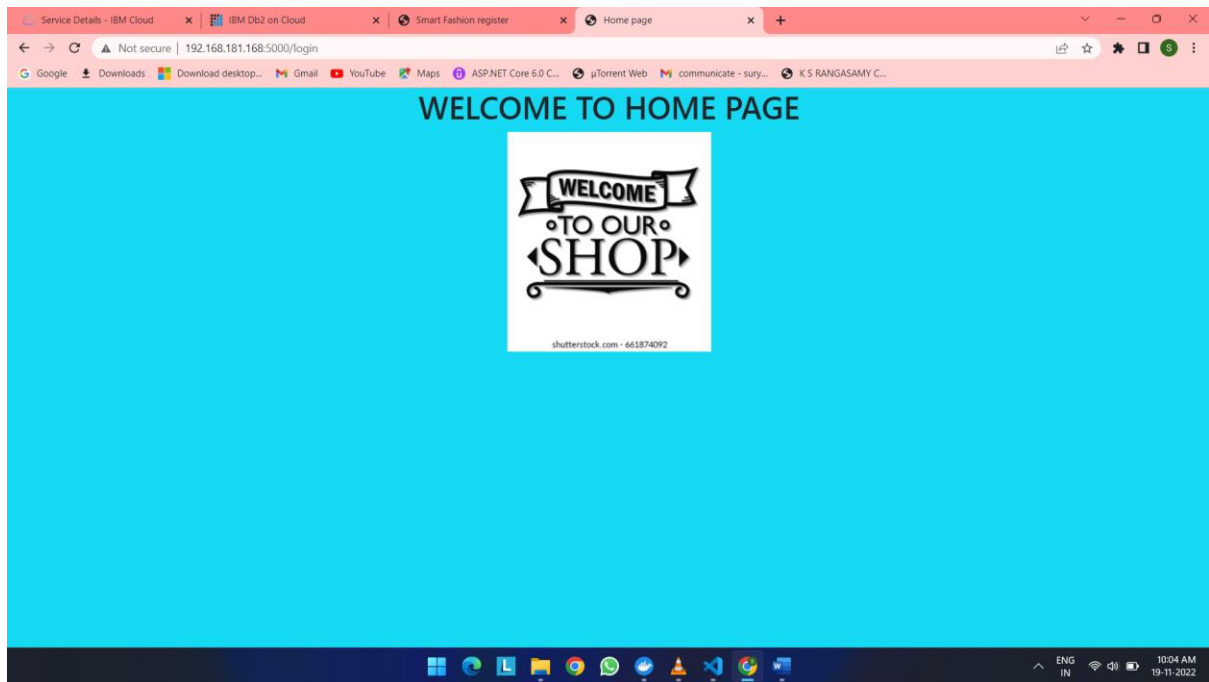 Service Details - IBM Cloud
IBM Db2 on Cloud
Smart Fashion register
Home page
Not secure | 192.168.181.168:5000/login
S
Google
Downloads
Download desktop...
Gmail
YouTube
Maps
ASP.NET Core 6.0 C...
µTorrent Web
communicate - sury...
K S RANGASAMY C...
WELCOME TO HOME PAGE
WELCOME
TO OUR
SHOP
shutterstock.com · 661874092
ENG
IN
10:04 AM
19-11-2022